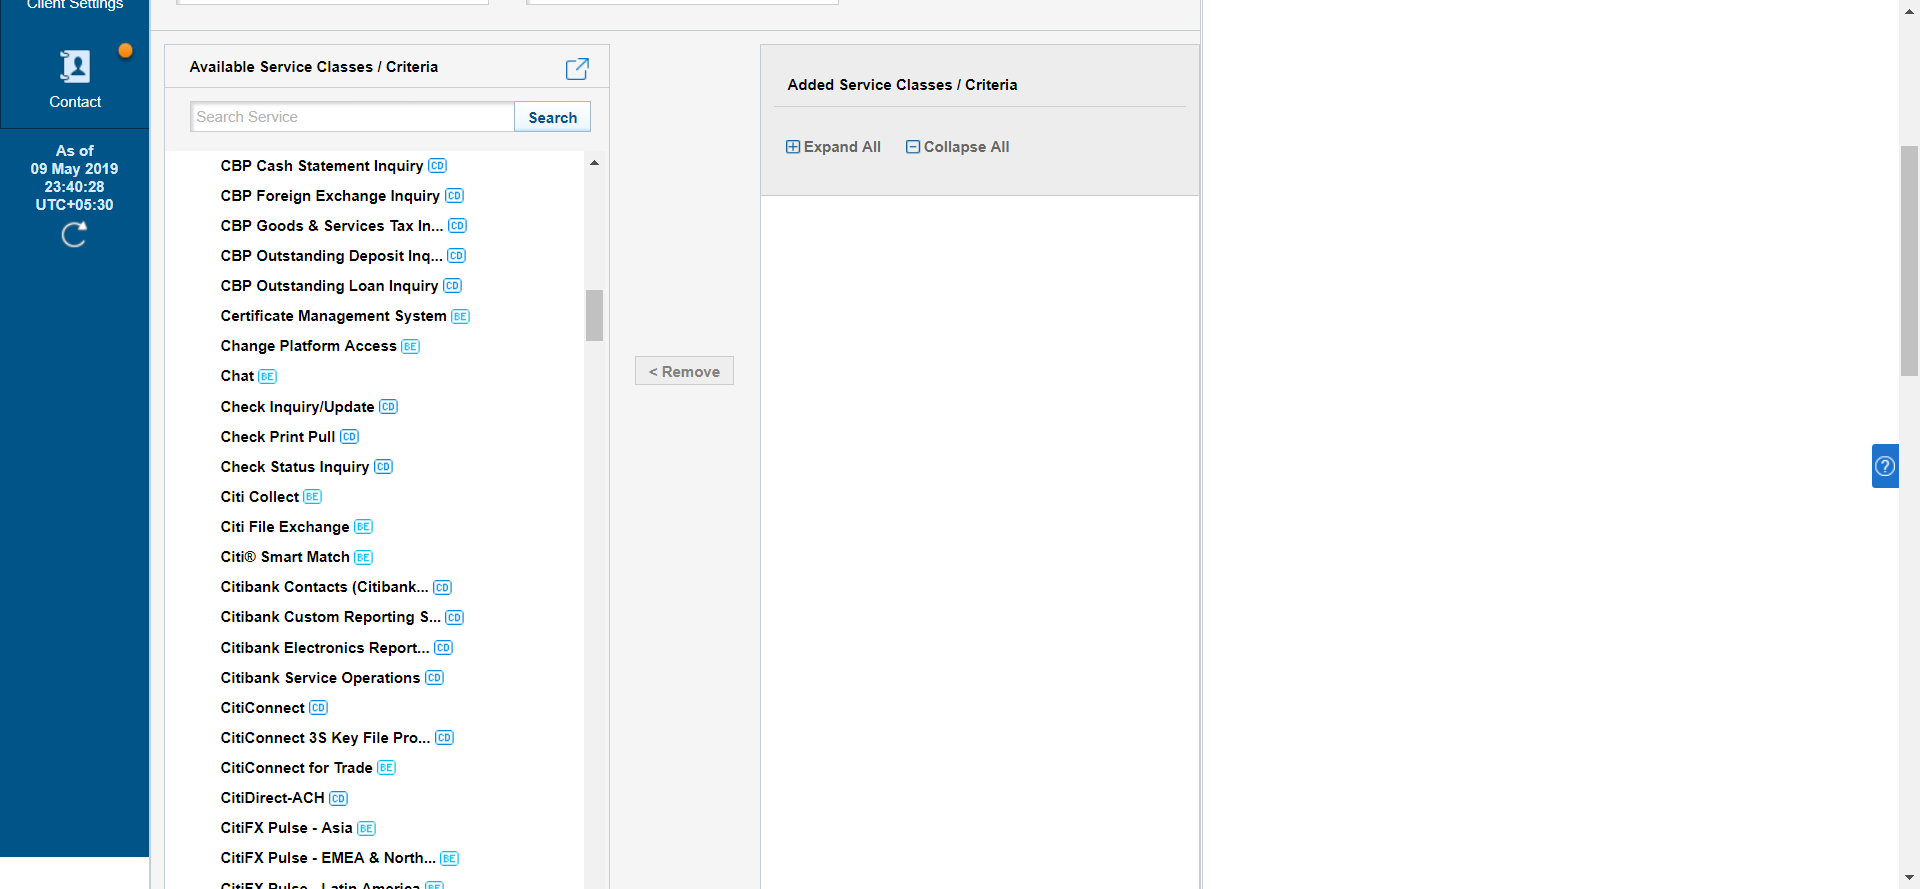 Client Settings
Contact
As of
09 May 2019
23:40:28
UTC+05:30
Available Service Classes / Criteria
Search Service
Search
CBP Cash Statement Inquiry CD
CBP Foreign Exchange Inquiry CD
CBP Goods & Services Tax In... CD
CBP Outstanding Deposit Inq... CD
CBP Outstanding Loan Inquiry CD
Certificate Management System BE
Change Platform Access BE
Chat BE
Check Inquiry/Update CD
Check Print Pull CD
Check Status Inquiry CD
Citi Collect BE
Citi File Exchange BE
Citi® Smart Match BE
Citibank Contacts (Citibank... CD
Citibank Custom Reporting S... CD
Citibank Electronics Report... CD
Citibank Service Operations CD
CitiConnect CD
CitiConnect 3S Key File Pro... CD
CitiConnect for Trade BE
CitiDirect-ACH CD
CitiFX Pulse - Asia BE
CitiFX Pulse - EMEA & North... BE
CitiFX Pulse - Latin America BE
< Remove
Added Service Classes / Criteria
Expand All
Collapse All
?